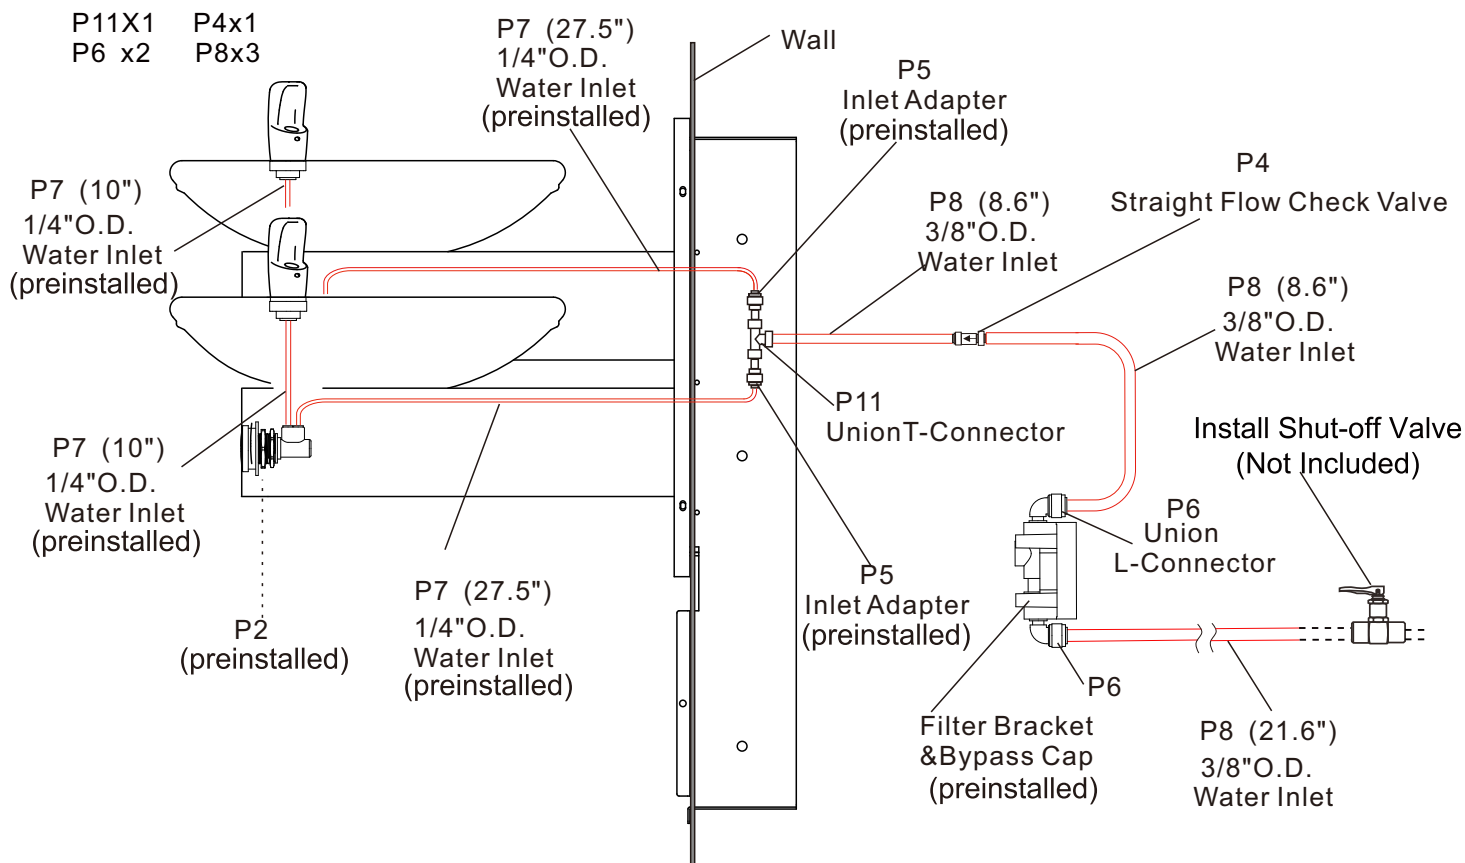 P11X1 P4x1
P6 x2 P8x3
P7 (27.5")
1/4"O.D.
Water Inlet
(preinstalled)
Wall
P5
Inlet Adapter
(preinstalled)
P4
Straight Flow Check Valve
P7 (10")
1/4"O.D.
Water Inlet
(preinstalled)
P8 (8.6")
3/8"O.D.
Water Inlet
P8 (8.6")
3/8"O.D.
Water Inlet
P11
UnionT-Connector
Install Shut-off Valve
(Not Included)
P7 (10")
1/4"O.D.
Water Inlet
(preinstalled)
P6
Union
L-Connector
P5
Inlet Adapter
(preinstalled)
P7 (27.5")
1/4"O.D.
Water Inlet
(preinstalled)
P2
(preinstalled)
P6
Filter Bracket
&Bypass Cap
(preinstalled)
P8 (21.6")
3/8"O.D.
Water Inlet